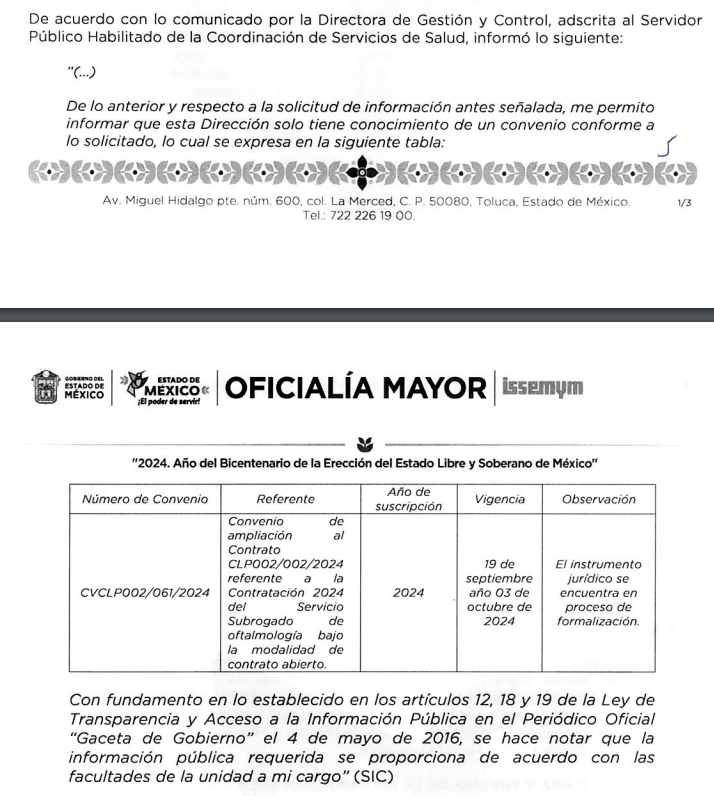 De acuerdo con lo comunicado por la Directora de Gestión y Control, adscrita al Servidor
Público Habilitado de la Coordinación de Servicios de Salud, informó lo siguiente:
"(...)
De lo anterior y respecto a la solicitud de información antes señalada, me permito
informar que esta Dirección solo tiene conocimiento de un convenio conforme a
lo solicitado, lo cual se expresa en la siguiente tabla:
Av. Miguel Hidalgo pte. núm. 600, col. La Merced, C. P. 50080, Toluca, Estado de México.
1/3
Tel.: 722 226 19 00.
GOBIERNO DEL
ESTADO DE
MÉXICO
ESTADO DE
MÉXICO
¡El poder de servir!
OFICIALÍA MAYOR
issemym
"2024. Año del Bicentenario de la Erección del Estado Libre y Soberano de México"
Número de Convenio
Referente
Año de
suscripción
Vigencia
Observación
CVCLP002/061/2024
Convenio de
ampliación al
Contrato
CLP002/002/2024
referente a la
Contratación 2024
del Servicio
Subrogado de
oftalmología bajo
la modalidad de
contrato abierto.
2024
19 de
septiembre
año 03 de
octubre de
2024
El instrumento
jurídico se
encuentra en
proceso de
formalización.
Con fundamento en lo establecido en los artículos 12, 18 y 19 de la Ley de
Transparencia y Acceso a la Información Pública en el Periódico Oficial
"Gaceta de Gobierno" el 4 de mayo de 2016, se hace notar que la
información pública requerida se proporciona de acuerdo con las
facultades de la unidad a mi cargo" (SIC)